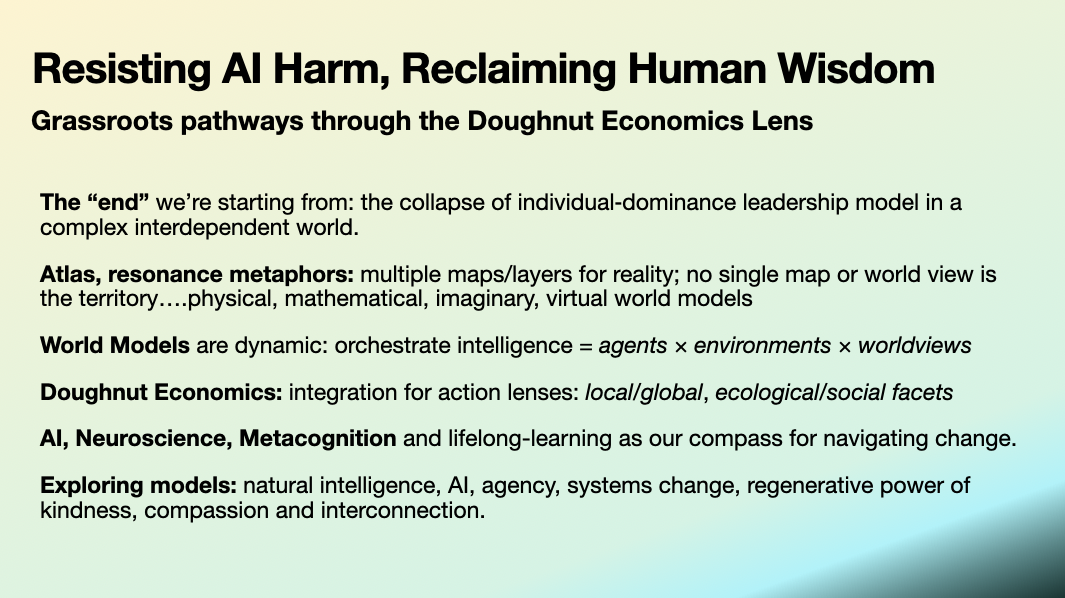 Resisting AI Harm, Reclaiming Human Wisdom
Grassroots pathways through the Doughnut Economics Lens
The “end” we’re starting from: the collapse of individual-dominance leadership model in a
complex interdependent world.
Atlas, resonance metaphors: multiple maps/layers for reality; no single map or world view is
the territory….physical, mathematical, imaginary, virtual world models
World Models are dynamic: orchestrate intelligence = agents × environments × worldviews
Doughnut Economics: integration for action lenses: local/global, ecological/social facets
AI, Neuroscience, Metacognition and lifelong-learning as our compass for navigating change.
Exploring models: natural intelligence, AI, agency, systems change, regenerative power of
kindness, compassion and interconnection.